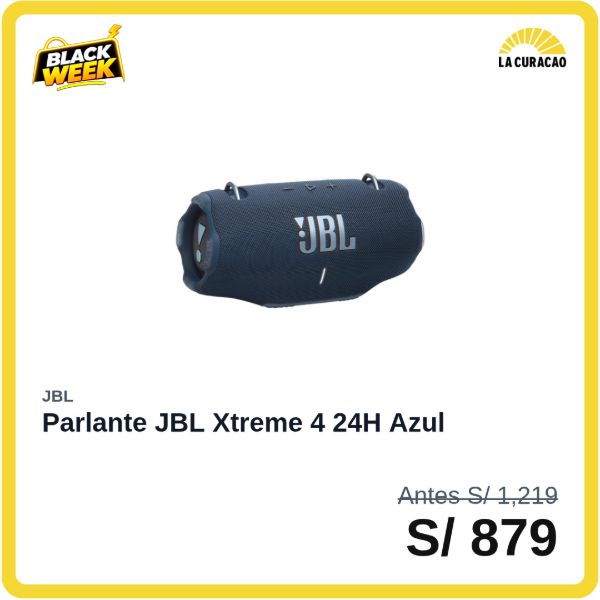 BLACK
WEEK
LA CURACAO
JBL
JBL
Parlante JBL Xtreme 4 24H Azul
Antes S/ 1,219
S/ 879